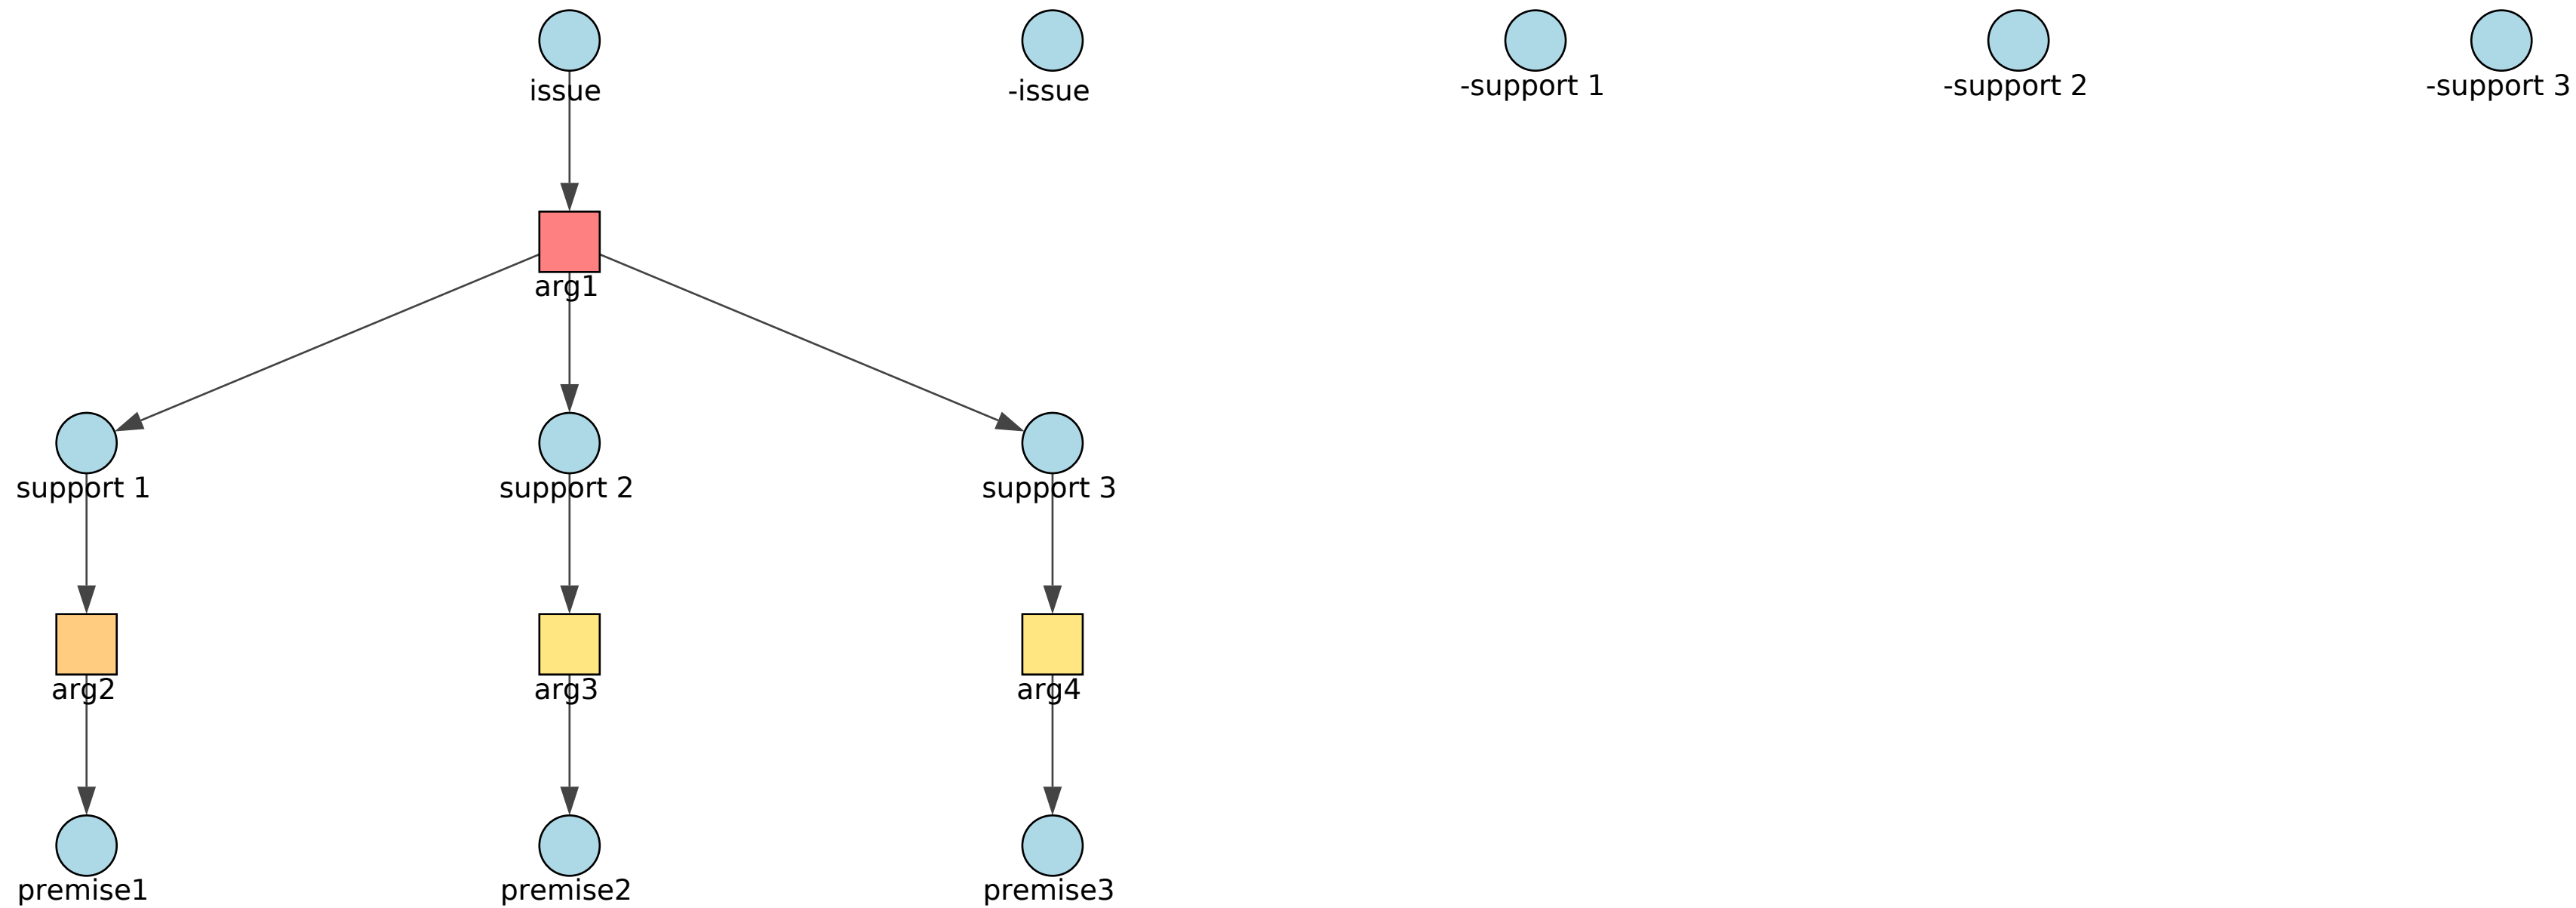 issue
-issue
-support 1
-support 2
-support 3
arg1
support 1
support 2
support 3
arg2
arg3
arg4
premise1
premise2
premise3